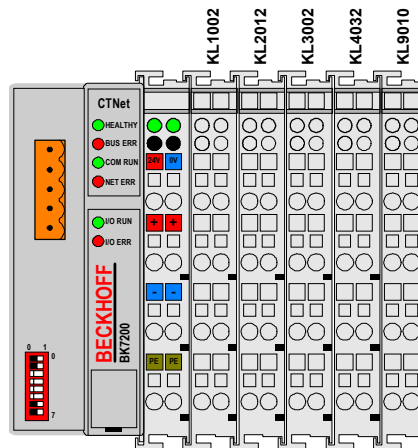 KL1002
KL2012
KL3002
KL4032
KL9010
CTNet
HEALTHY
BUS ERR
COM RUN
NET ERR
I/O RUN
I/O ERR
BECKHOFF
BK7200
24V 0V
+ +
- -
PE PE
0 1
0
7